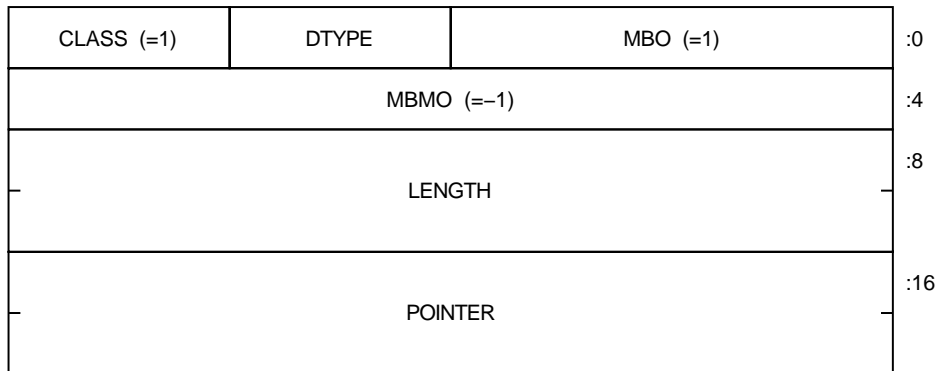 CLASS (=1) DTYPE MBO (=1) :0
MBMO (=–1) :4
:8
LENGTH
:16
POINTER